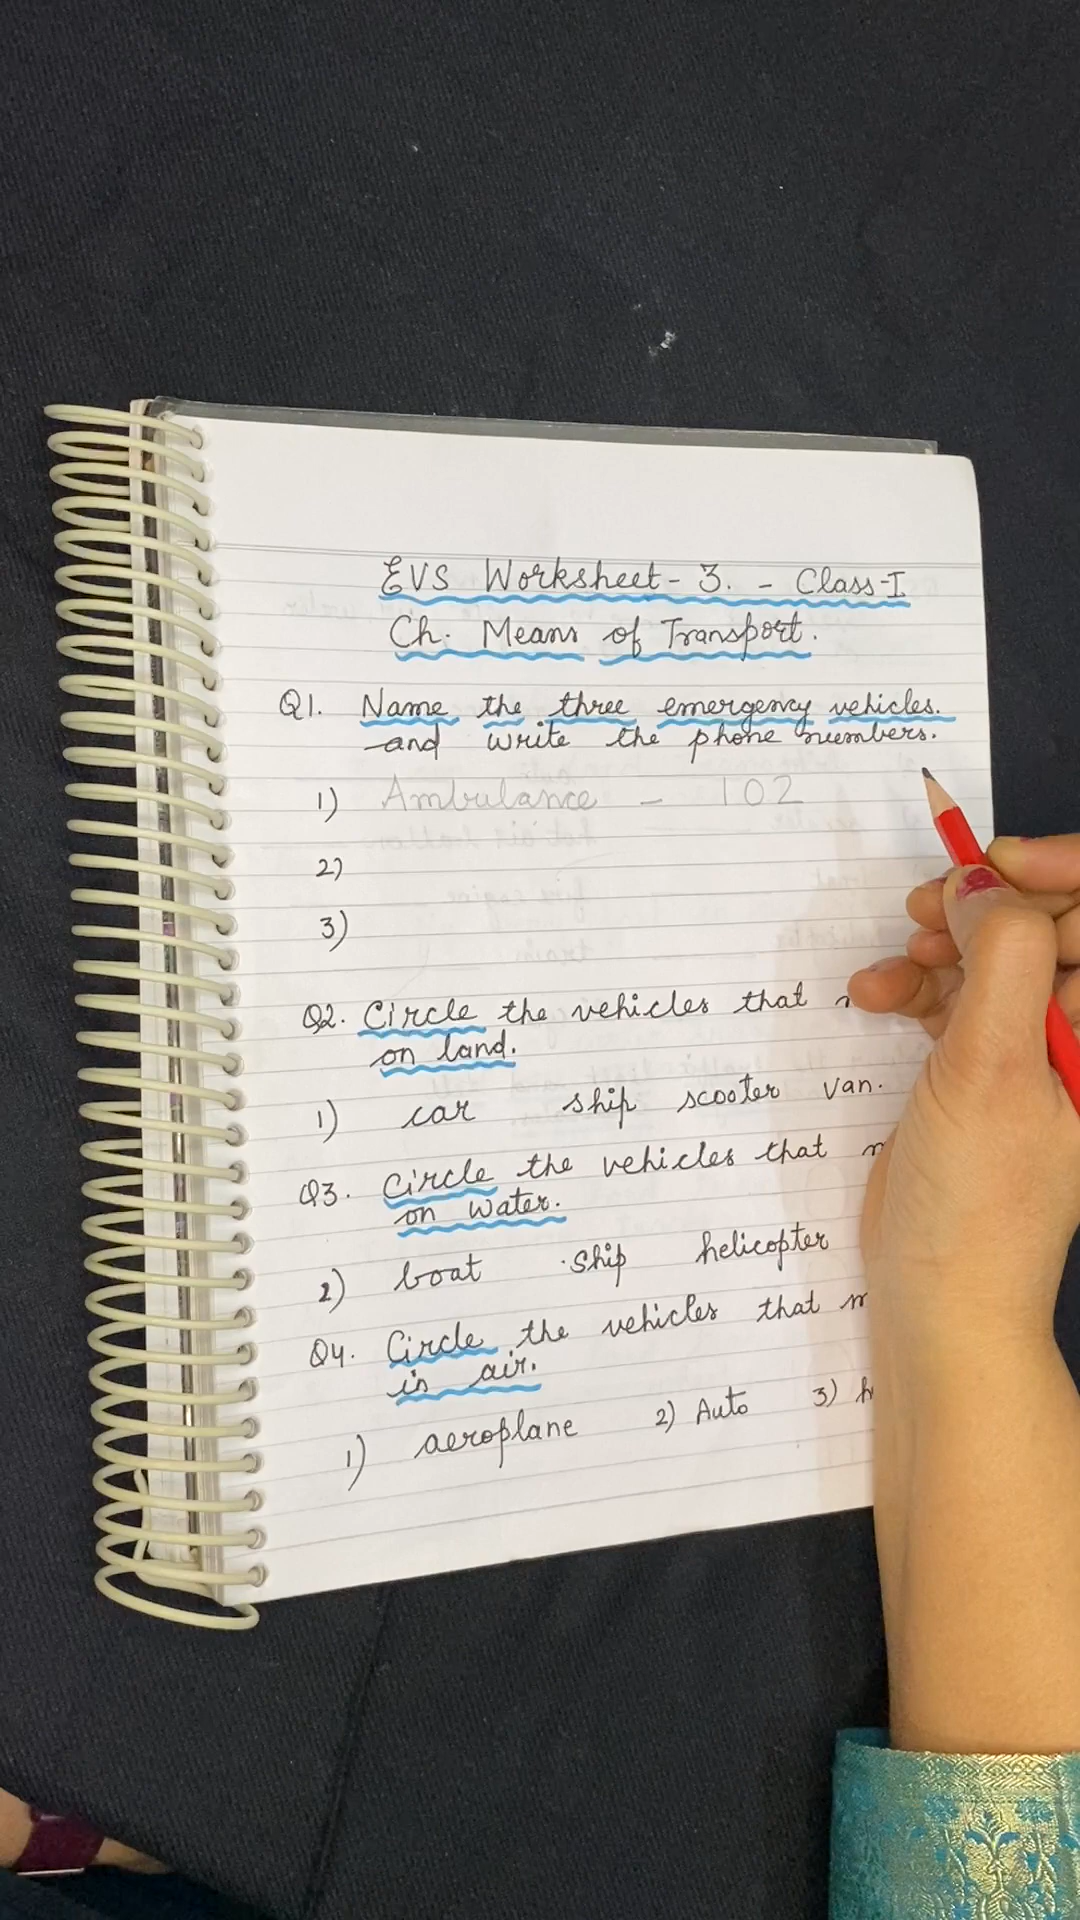 EVS Worksheet - 3. - Class-I
Ch. Means of Transport.
Q1. Name the three emergency vehicles.
and write the phone numbers.
1) Ambulance - 102
2)
3)
Q2. Circle the vehicles that
on land.
1) car ship scooter van.
Q3. Circle the vehicles that
on water.
2) boat ship helicopter
Q4. Circle the vehicles that
in air.
1) aeroplane 2) Auto 3)